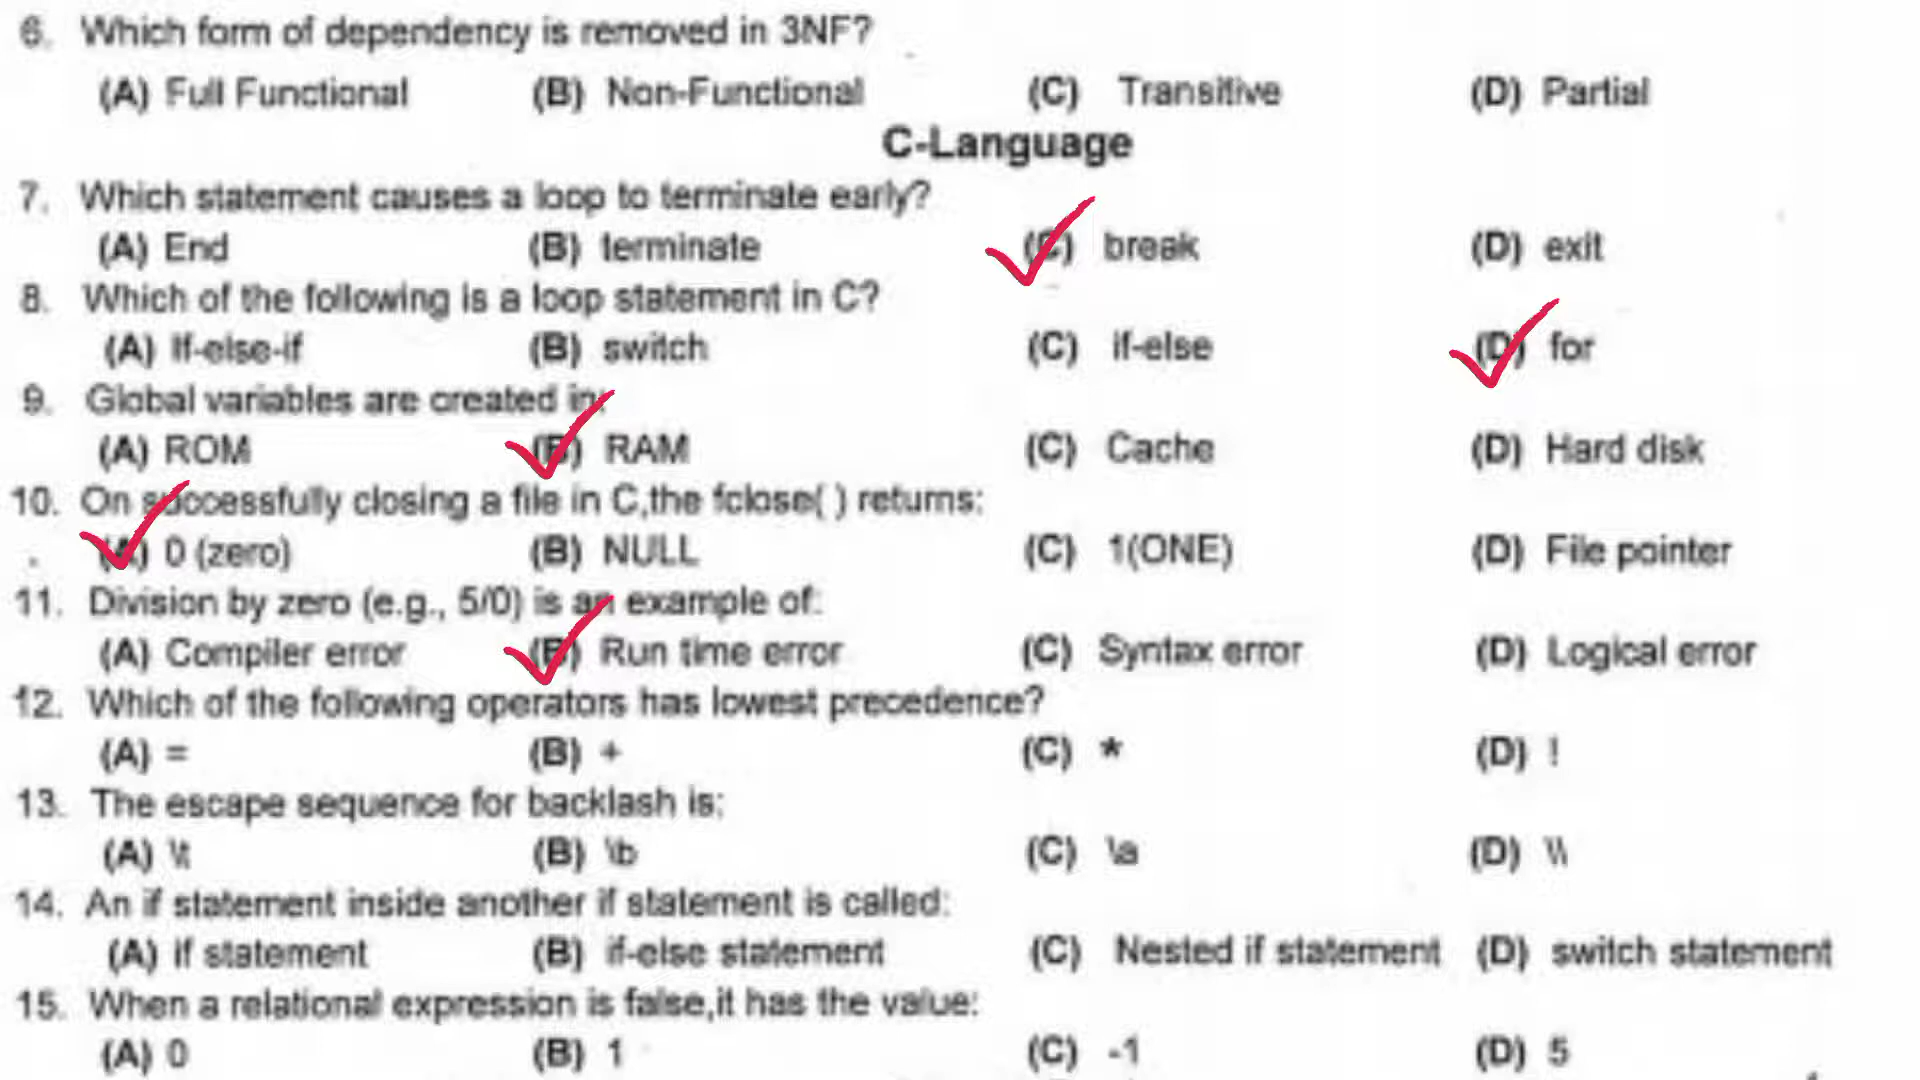 6. Which form of dependency is removed in 3NF?
(A) Full Functional (B) Non-Functional (C) Transitive (D) Partial
C-Language
7. Which statement causes a loop to terminate early?
(A) End (B) terminate (C) break (D) exit
8. Which of the following is a loop statement in C?
(A) If-else-if (B) switch (C) if-else (D) for
9. Global variables are created in:
(A) ROM (B) RAM (C) Cache (D) Hard disk
10. On successfully closing a file in C,the fclose( ) returns:
(A) 0 (zero) (B) NULL (C) 1(ONE) (D) File pointer
11. Division by zero (e.g., 5/0) is an example of:
(A) Compiler error (B) Run time error (C) Syntax error (D) Logical error
12. Which of the following operators has lowest precedence?
(A) = (B) + (C) * (D) !
13. The escape sequence for backlash is:
(A) \t (B) \b (C) \a (D) \\
14. An if statement inside another if statement is called:
(A) if statement (B) if-else statement (C) Nested if statement (D) switch statement
15. When a relational expression is false,it has the value:
(A) 0 (B) 1 (C) -1 (D) 5